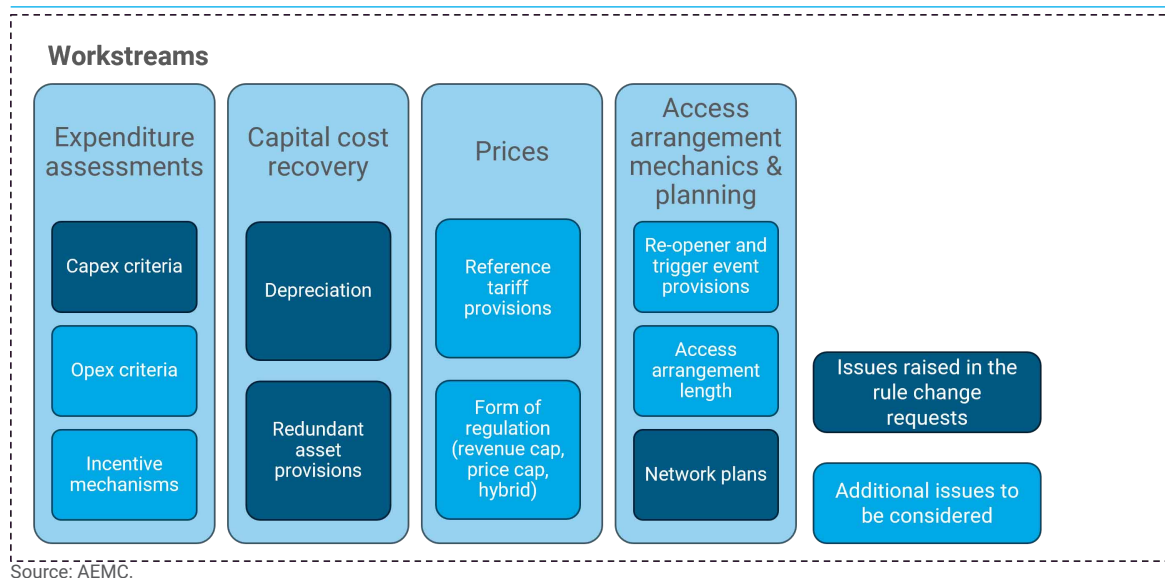 Workstreams
Expenditure
assessments
Capex criteria
Opex criteria
Incentive
mechanisms
Capital cost
recovery
Depreciation
Redundant
asset
provisions
Prices
Reference
tariff
provisions
Form of
regulation
(revenue cap,
price cap,
hybrid)
Access
arrangement
mechanics &
planning
Re-opener and
trigger event
provisions
Access
arrangement
length
Network plans
Issues raised in the
rule change
requests
Additional issues to
be considered
Source: AEMC.